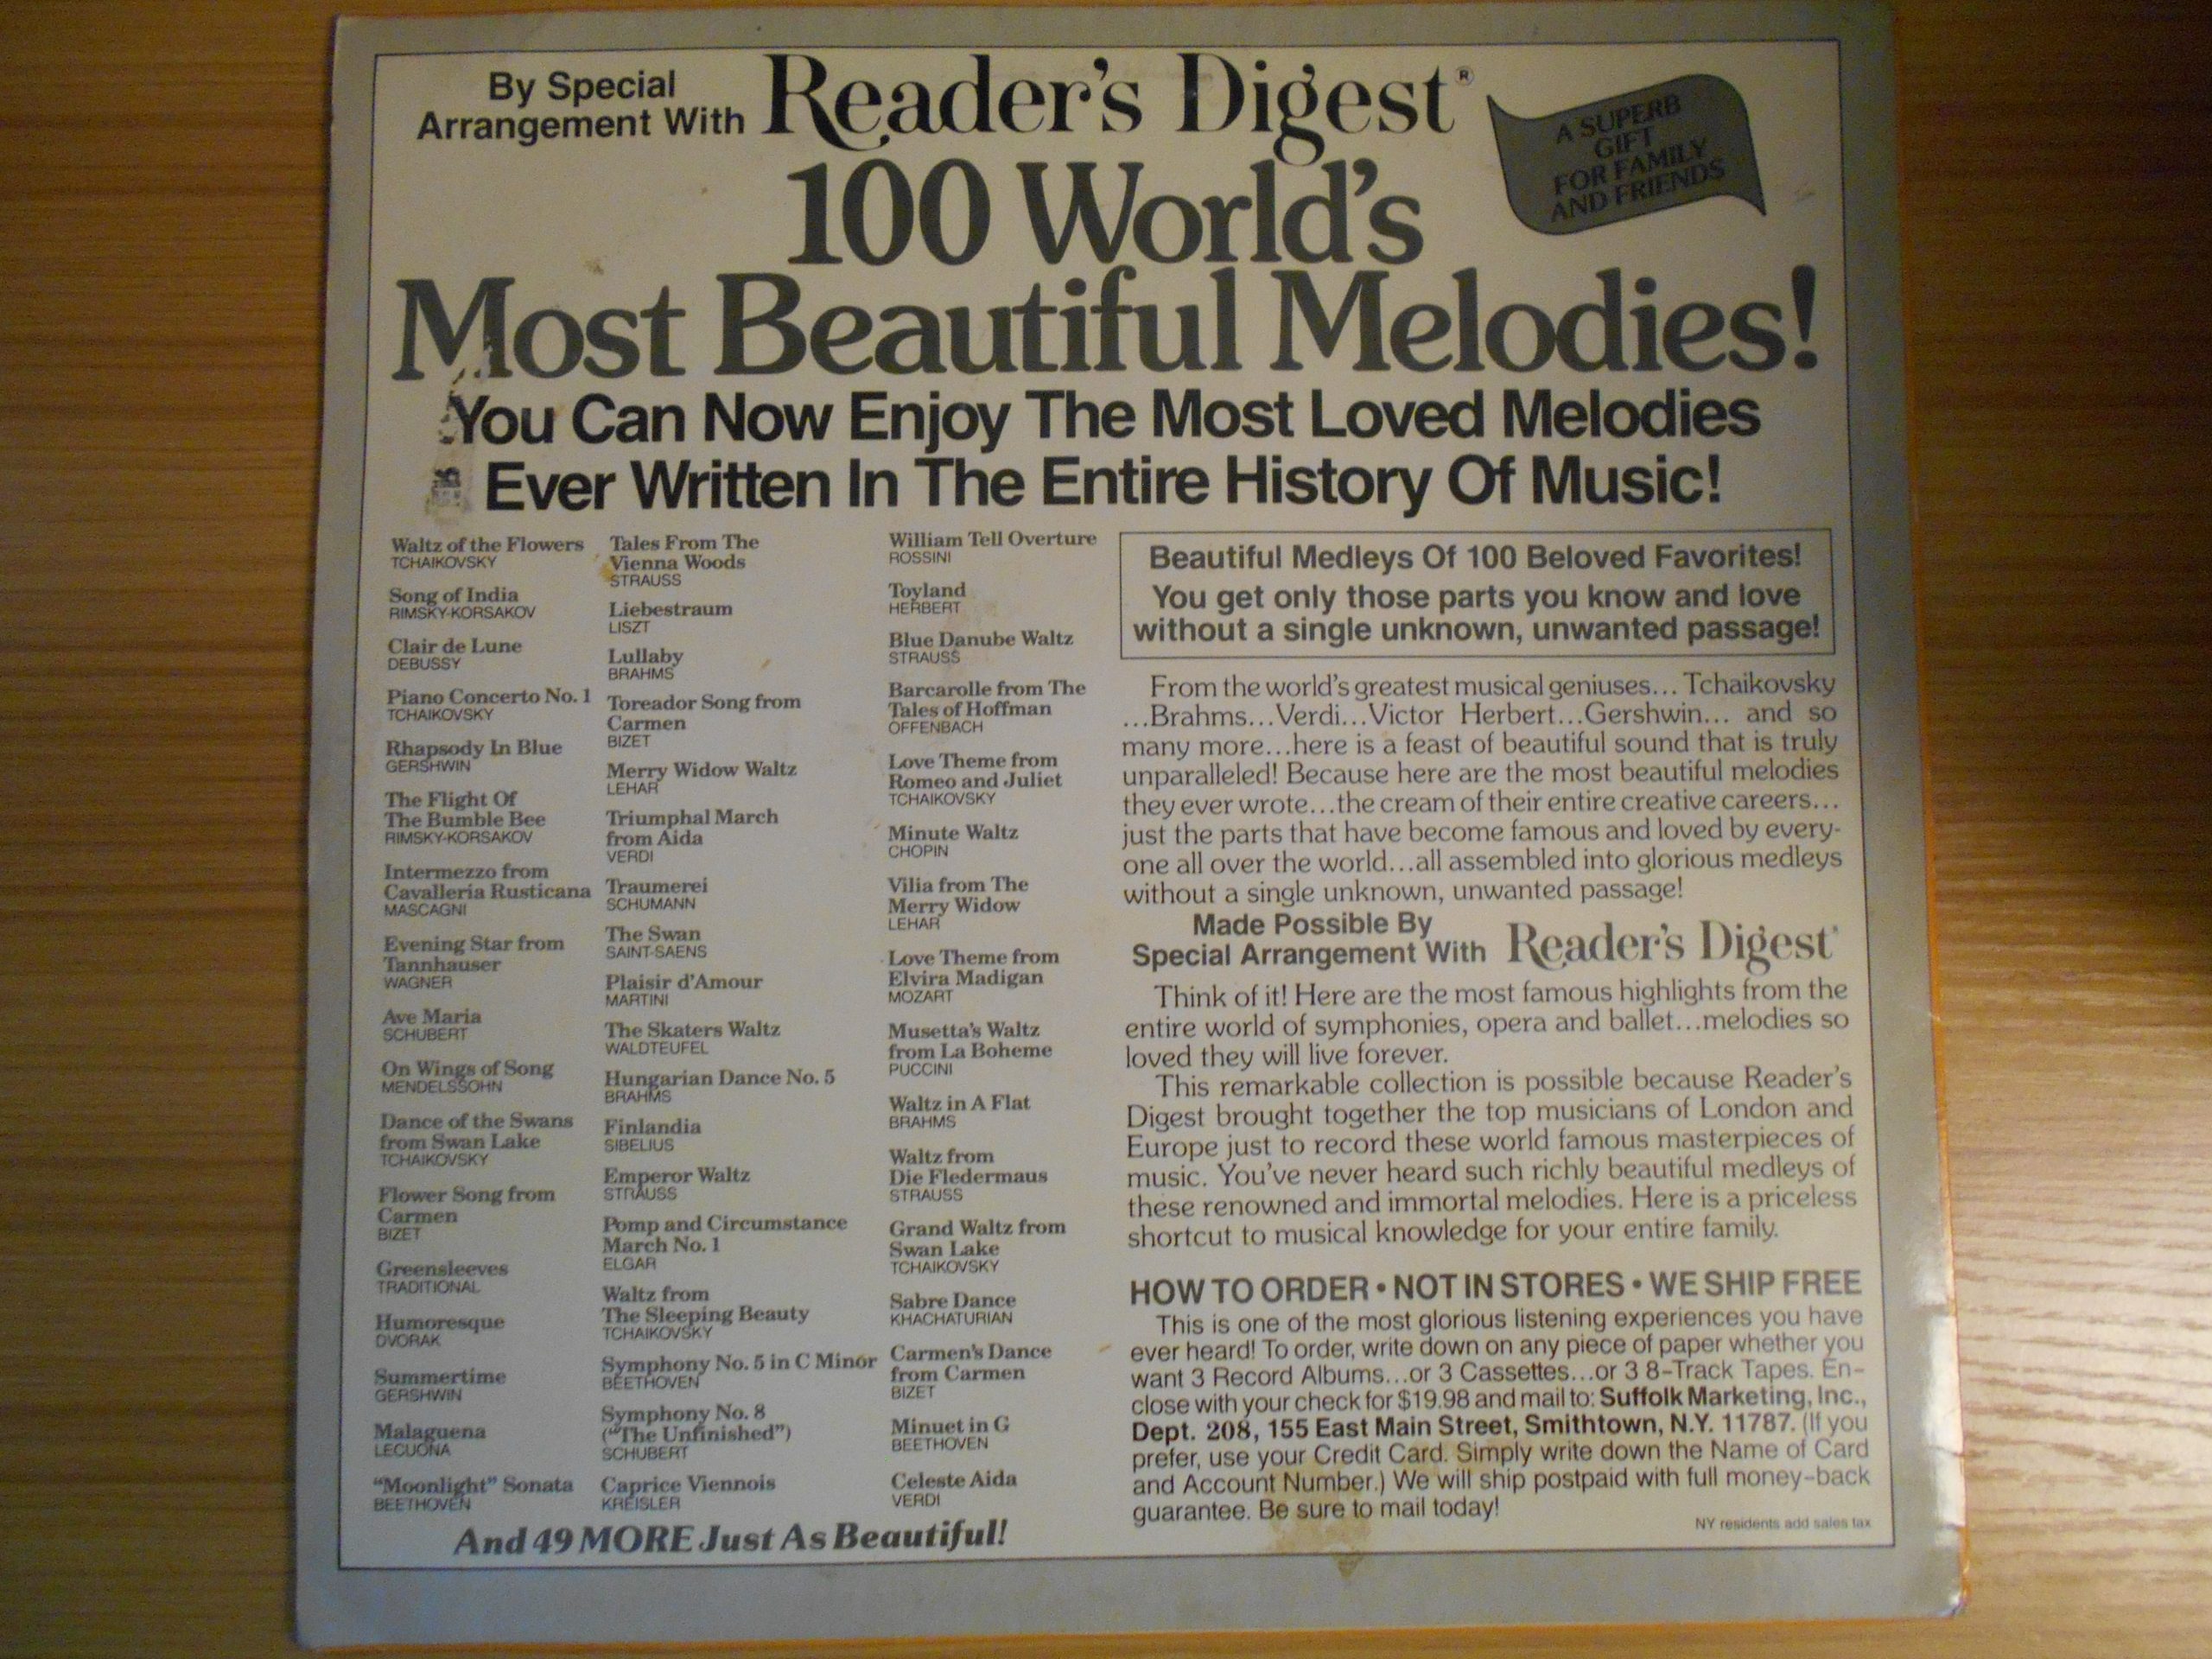 By Special
Arrangement With
Reader's Digest®
A SUPERB
GIFT
FOR FAMILY
AND FRIENDS
100 World's
Most Beautiful Melodies!
You Can Now Enjoy The Most Loved Melodies
Ever Written In The Entire History Of Music!
Waltz of the Flowers
TCHAIKOVSKY
Song of India
RIMSKY-KORSAKOV
Clair de Lune
DEBUSSY
Piano Concerto No. 1
TCHAIKOVSKY
Rhapsody In Blue
GERSHWIN
The Flight Of
The Bumble Bee
RIMSKY-KORSAKOV
Intermezzo from
Cavalleria Rusticana
MASCAGNI
Evening Star from
Tannhauser
WAGNER
Ave Maria
SCHUBERT
On Wings of Song
MENDELSSOHN
Dance of the Swans
from Swan Lake
TCHAIKOVSKY
Flower Song from
Carmen
BIZET
Greensleeves
TRADITIONAL
Humoresque
DVORAK
Summertime
GERSHWIN
Malaguena
LECUONA
"Moonlight" Sonata
BEETHOVEN
Tales From The
Vienna Woods
STRAUSS
Liebestraum
LISZT
Lullaby
BRAHMS
Toreador Song from
Carmen
BIZET
Merry Widow Waltz
LEHAR
Triumphal March
from Aida
VERDI
Traumerei
SCHUMANN
The Swan
SAINT-SAENS
Plaisir d'Amour
MARTINI
The Skaters Waltz
WALDTEUFEL
Hungarian Dance No. 5
BRAHMS
Finlandia
SIBELIUS
Emperor Waltz
STRAUSS
Pomp and Circumstance
March No. 1
ELGAR
Waltz from
The Sleeping Beauty
TCHAIKOVSKY
Symphony No. 5 in C Minor
BEETHOVEN
Symphony No. 8
("The Unfinished")
SCHUBERT
Caprice Viennois
KREISLER
William Tell Overture
ROSSINI
Toyland
HERBERT
Blue Danube Waltz
STRAUSS
Barcarolle from The
Tales of Hoffman
OFFENBACH
Love Theme from
Romeo and Juliet
TCHAIKOVSKY
Minute Waltz
CHOPIN
Vilia from The
Merry Widow
LEHAR
Love Theme from
Elvira Madigan
MOZART
Musetta's Waltz
from La Boheme
PUCCINI
Waltz in A Flat
BRAHMS
Waltz from
Die Fledermaus
STRAUSS
Grand Waltz from
Swan Lake
TCHAIKOVSKY
Sabre Dance
KHACHATURIAN
Carmen's Dance
from Carmen
BIZET
Minuet in G
BEETHOVEN
Celeste Aida
VERDI
And 49 MORE Just As Beautiful!
Beautiful Medleys Of 100 Beloved Favorites!
You get only those parts you know and love
without a single unknown, unwanted passage!
From the world's greatest musical geniuses... Tchaikovsky
...Brahms...Verdi...Victor Herbert...Gershwin... and so
many more...here is a feast of beautiful sound that is truly
unparalleled! Because here are the most beautiful melodies
they ever wrote...the cream of their entire creative careers...
just the parts that have become famous and loved by every-
one all over the world...all assembled into glorious medleys
without a single unknown, unwanted passage!
Made Possible By
Special Arrangement With
Reader's Digest
Think of it! Here are the most famous highlights from the
entire world of symphonies, opera and ballet...melodies so
loved they will live forever.
This remarkable collection is possible because Reader's
Digest brought together the top musicians of London and
Europe just to record these world famous masterpieces of
music. You've never heard such richly beautiful medleys of
these renowned and immortal melodies. Here is a priceless
shortcut to musical knowledge for your entire family.
HOW TO ORDER • NOT IN STORES • WE SHIP FREE
This is one of the most glorious listening experiences you have
ever heard! To order, write down on any piece of paper whether you
want 3 Record Albums...or 3 Cassettes...or 3 8-Track Tapes. En-
close with your check for $19.98 and mail to: Suffolk Marketing, Inc.,
Dept. 208, 155 East Main Street, Smithtown, N.Y. 11787. (If you
prefer, use your Credit Card. Simply write down the Name of Card
and Account Number.) We will ship postpaid with full money-back
guarantee. Be sure to mail today!
NY residents add sales tax